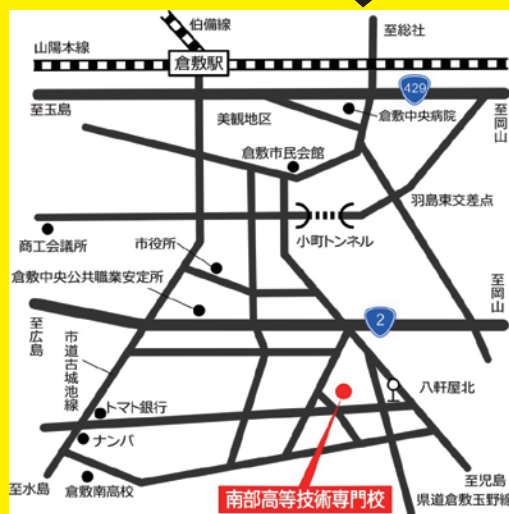 伯備線
至総社
山陽本線
倉敷駅
429
至玉島
美観地区
倉敷中央病院
至岡山
倉敷市民会館
羽島東交差点
小町トンネル
商工会議所
市役所
倉敷中央公共職業安定所
至岡山
2
至広島
市道古城池線
八軒屋北
トマト銀行
ナンバ
至水島
倉敷南高校
至児島
南部高等技術専門校
県道倉敷玉野線